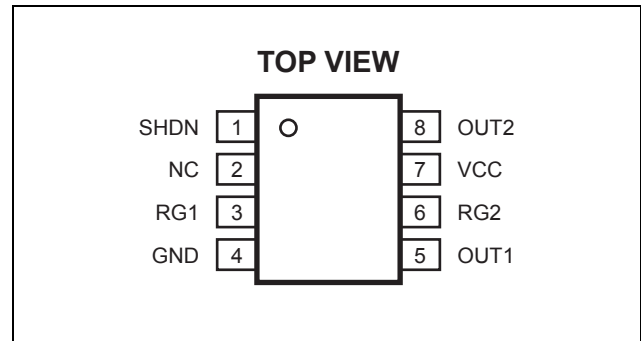 TOP VIEW
SHDN 1 8 OUT2
NC 2 7 VCC
RG1 3 6 RG2
GND 4 5 OUT1